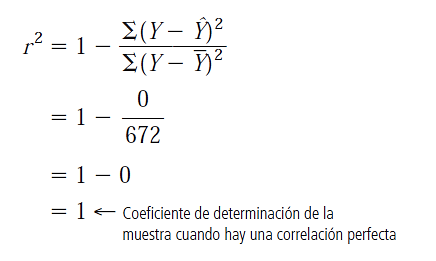 r² = 1 − Σ(Y − Ŷ)² / Σ(Y − Ȳ)²
= 1 − 0 / 672
= 1 − 0
= 1 ← Coeficiente de determinación de la
muestra cuando hay una correlación perfecta